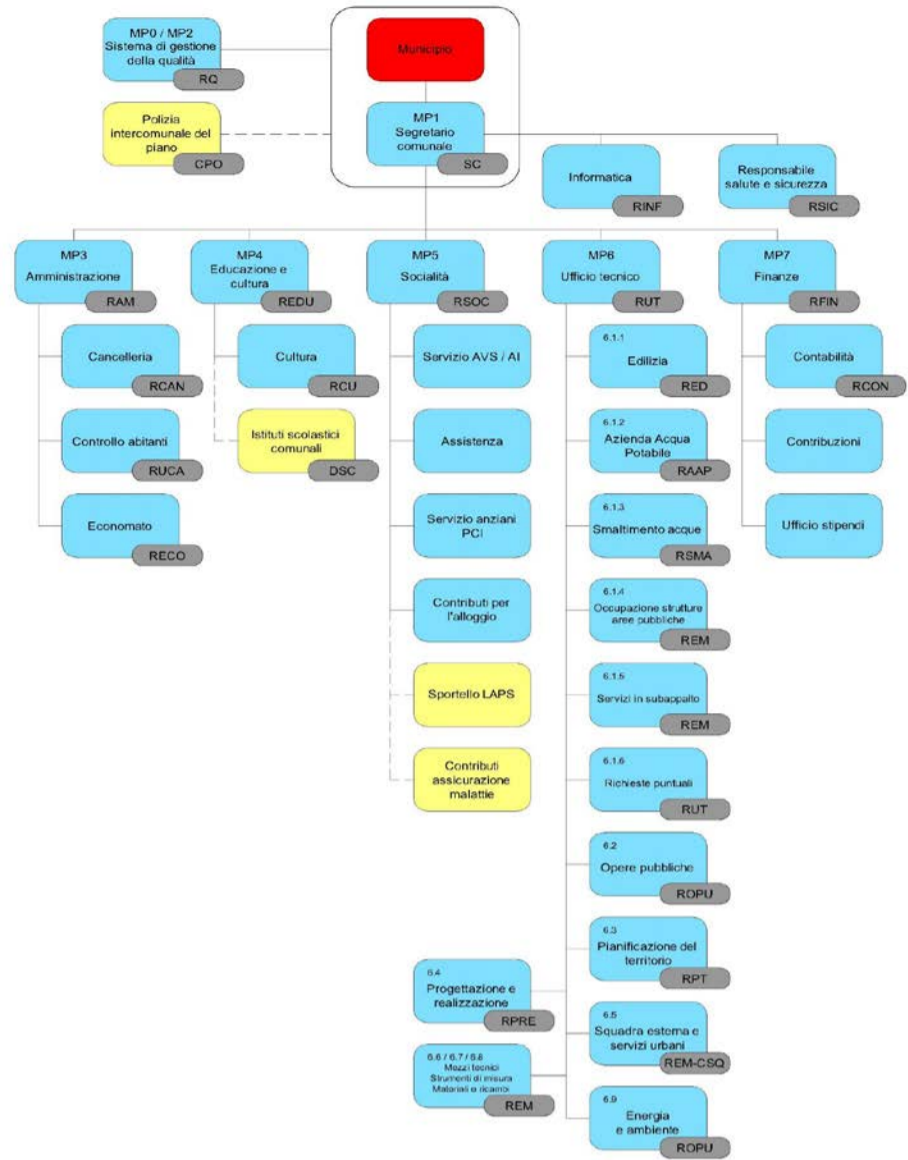 MP0 / MP2
Sistema di gestione
della qualità
RQ
Municipio
Polizia
intercomunale del
piano
CPO
MP1
Segretario
comunale
SC
Informatica
RINF
Responsabile
salute e sicurezza
RSIC
MP3
Amministrazione
RAM
MP4
Educazione e
cultura
REDU
MP5
Socialità
RSOC
MP6
Ufficio tecnico
RUT
MP7
Finanze
RFIN
Cancelleria
RCAN
Controllo abitanti
RUCA
Economato
RECO
Cultura
RCU
Istituti scolastici
comunali
DSC
Servizio AVS / AI
Assistenza
Servizio anziani
PCI
Contributi per
l'alloggio
Sportello LAPS
Contributi
assicurazione
malattie
6.1.1
Edilizia
RED
6.1.2
Azienda Acqua
Potabile
RAAP
6.1.3
Smaltimento acque
RSMA
6.1.4
Occupazione strutture
aree pubbliche
REM
6.1.5
Servizi in subappalto
REM
6.1.6
Richieste puntuali
RUT
6.2
Opere pubbliche
ROPU
6.3
Pianificazione del
territorio
RPT
6.4
Progettazione e
realizzazione
RPRE
6.5
Squadra esterna e
servizi urbani
REM-CSQ
6.6 / 6.7 / 6.8
Mezzi tecnici
Strumenti di misura
Materiali e ricambi
REM
6.9
Energia
e ambiente
ROPU
Contabilità
RCON
Contribuzioni
Ufficio stipendi